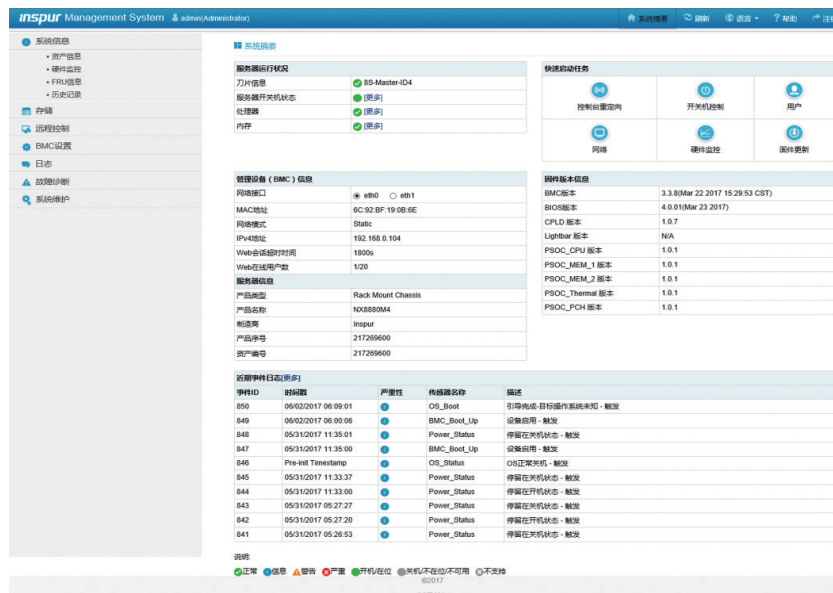 inspur Management System admin(Administrator) 系统摘要 刷新 语言 帮助
系统信息
• 资产信息
• 硬件监控
• FRU信息
• 历史记录
存储
远程控制
BMC设置
日志
故障诊断
系统维护
系统摘要
服务器运行状况
刀片信息 8S-Master-ID4
服务器开关机状态 [更多]
处理器 [更多]
内存 [更多]
快速启动任务
控制台重定向 开关机控制 用户
网络 硬件监控 固件更新
管理设备（BMC）信息
网络接口 eth0 eth1
MAC地址 6C:92:BF:19:0B:6E
网络模式 Static
IPv4地址 192.168.0.104
Web会话超时时间 1800s
Web在线用户数 1/20
服务器信息
产品类型 Rack Mount Chassis
产品名称 NX8880M4
制造商 Inspur
产品序号 217269600
资产编号 217269600
固件版本信息
BMC版本 3.3.8(Mar 22 2017 15:29:53 CST)
BIOS版本 4.0.01(Mar 23 2017)
CPLD 版本 1.0.7
Lightbar 版本 N/A
PSOC_CPU 版本 1.0.1
PSOC_MEM_1 版本 1.0.1
PSOC_MEM_2 版本 1.0.1
PSOC_Thermal 版本 1.0.1
PSOC_PCH 版本 1.0.1
近期事件日志[更多]
事件ID 时间戳 严重性 传感器名称 描述
850 06/02/2017 06:09:01 OS_Boot 引导完成-目标操作系统未知 - 触发
849 06/02/2017 06:00:06 BMC_Boot_Up 设备启用 - 触发
848 05/31/2017 11:35:01 Power_Status 停留在关机状态 - 触发
847 05/31/2017 11:35:00 BMC_Boot_Up 设备启用 - 触发
846 Pre-init Timestamp OS_Status OS正常关机 - 触发
845 05/31/2017 11:33:37 Power_Status 停留在关机状态 - 触发
844 05/31/2017 11:33:00 Power_Status 停留在开机状态 - 触发
843 05/31/2017 05:27:27 Power_Status 停留在关机状态 - 触发
842 05/31/2017 05:27:20 Power_Status 停留在开机状态 - 触发
841 05/31/2017 05:26:53 Power_Status 停留在关机状态 - 触发
说明:
正常 信息 警告 严重 开机/在位 关机/不在位/不可用 不支持
©2017